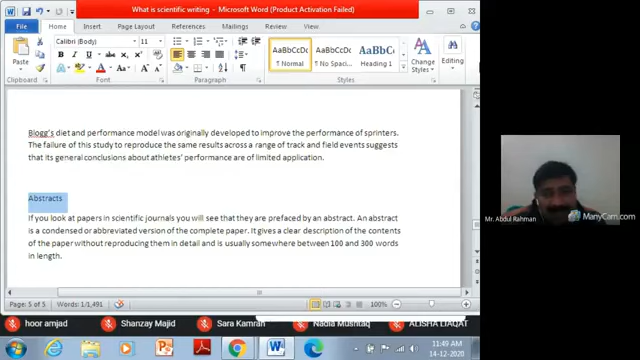 What is scientific writing - Microsoft Word (Product Activation Failed)
File Home Insert Page Layout References Mailings Review View
Calibri (Body) 11
Paste
AaBbCcDc AaBbCcDc AaBbCc
¶ Normal ¶ No Spaci... Heading 1
Change Styles
Editing
Clipboard Font Paragraph Styles
Blogg's diet and performance model was originally developed to improve the performance of sprinters.
The failure of this study to reproduce the same results across a range of track and field events suggests
that its general conclusions about athletes' performance are of limited application.
Abstracts
If you look at papers in scientific journals you will see that they are prefaced by an abstract. An abstract
is a condensed or abbreviated version of the complete paper. It gives a clear description of the contents
of the paper without reproducing them in detail and is usually somewhere between 100 and 300 words
in length.
Mr. Abdul Rahman
ManyCam.com
Page: 5 of 5 Words: 1/1,491 100%
hoor amjad Shanzay Majid Sara Kamran Nadia Mushtaq ALISHA LIAQAT
11:49 AM
14-12-2020